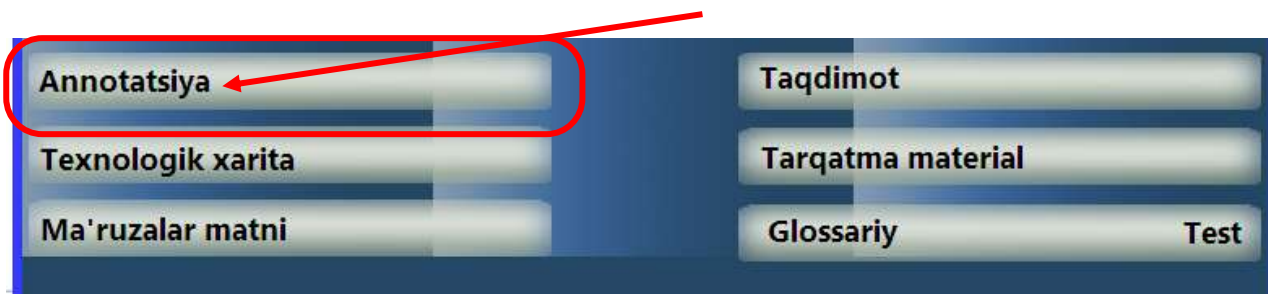 Annotatsiya
Texnologik xarita
Ma'ruzalar matni
Taqdimot
Tarqatma material
Glossariy Test